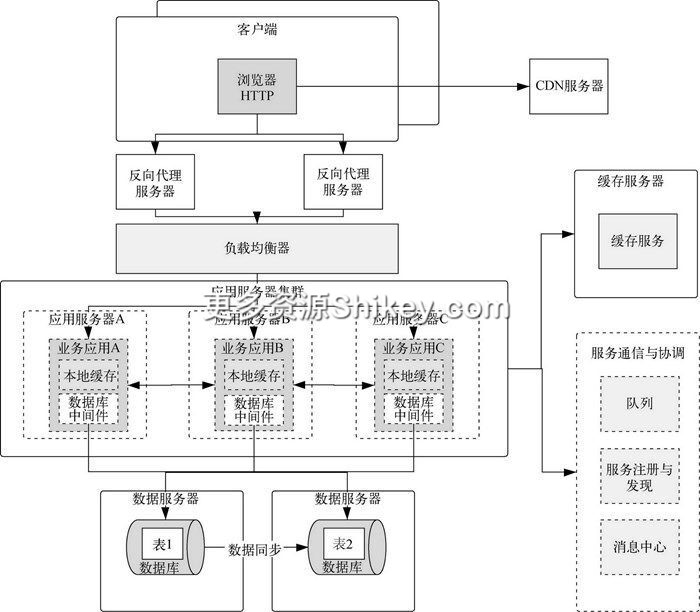 客户端
浏览器
HTTP
CDN服务器
反向代理
服务器
反向代理
服务器
负载均衡器
缓存服务器
缓存服务
应用服务器集群
更多资源Shikey.com
应用服务器A
应用服务器B
应用服务器C
业务应用A
业务应用B
业务应用C
本地缓存
本地缓存
本地缓存
数据库
中间件
数据库
中间件
数据库
中间件
服务通信与协调
队列
服务注册与
发现
消息中心
数据服务器
数据服务器
表1
数据库
数据同步
表2
数据库